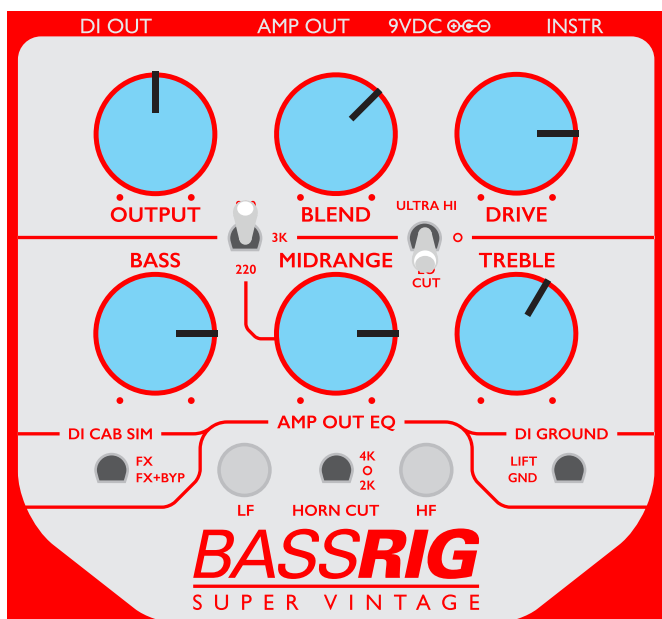 DI OUT AMP OUT 9VDC INSTR
OUTPUT BLEND ULTRA HI DRIVE
3K
BASS 220 MIDRANGE CUT TREBLE
AMP OUT EQ
DI CAB SIM DI GROUND
FX 4K LIFT
FX+BYP O GND
2K
LF HORN CUT HF
BASSRIG
SUPER VINTAGE